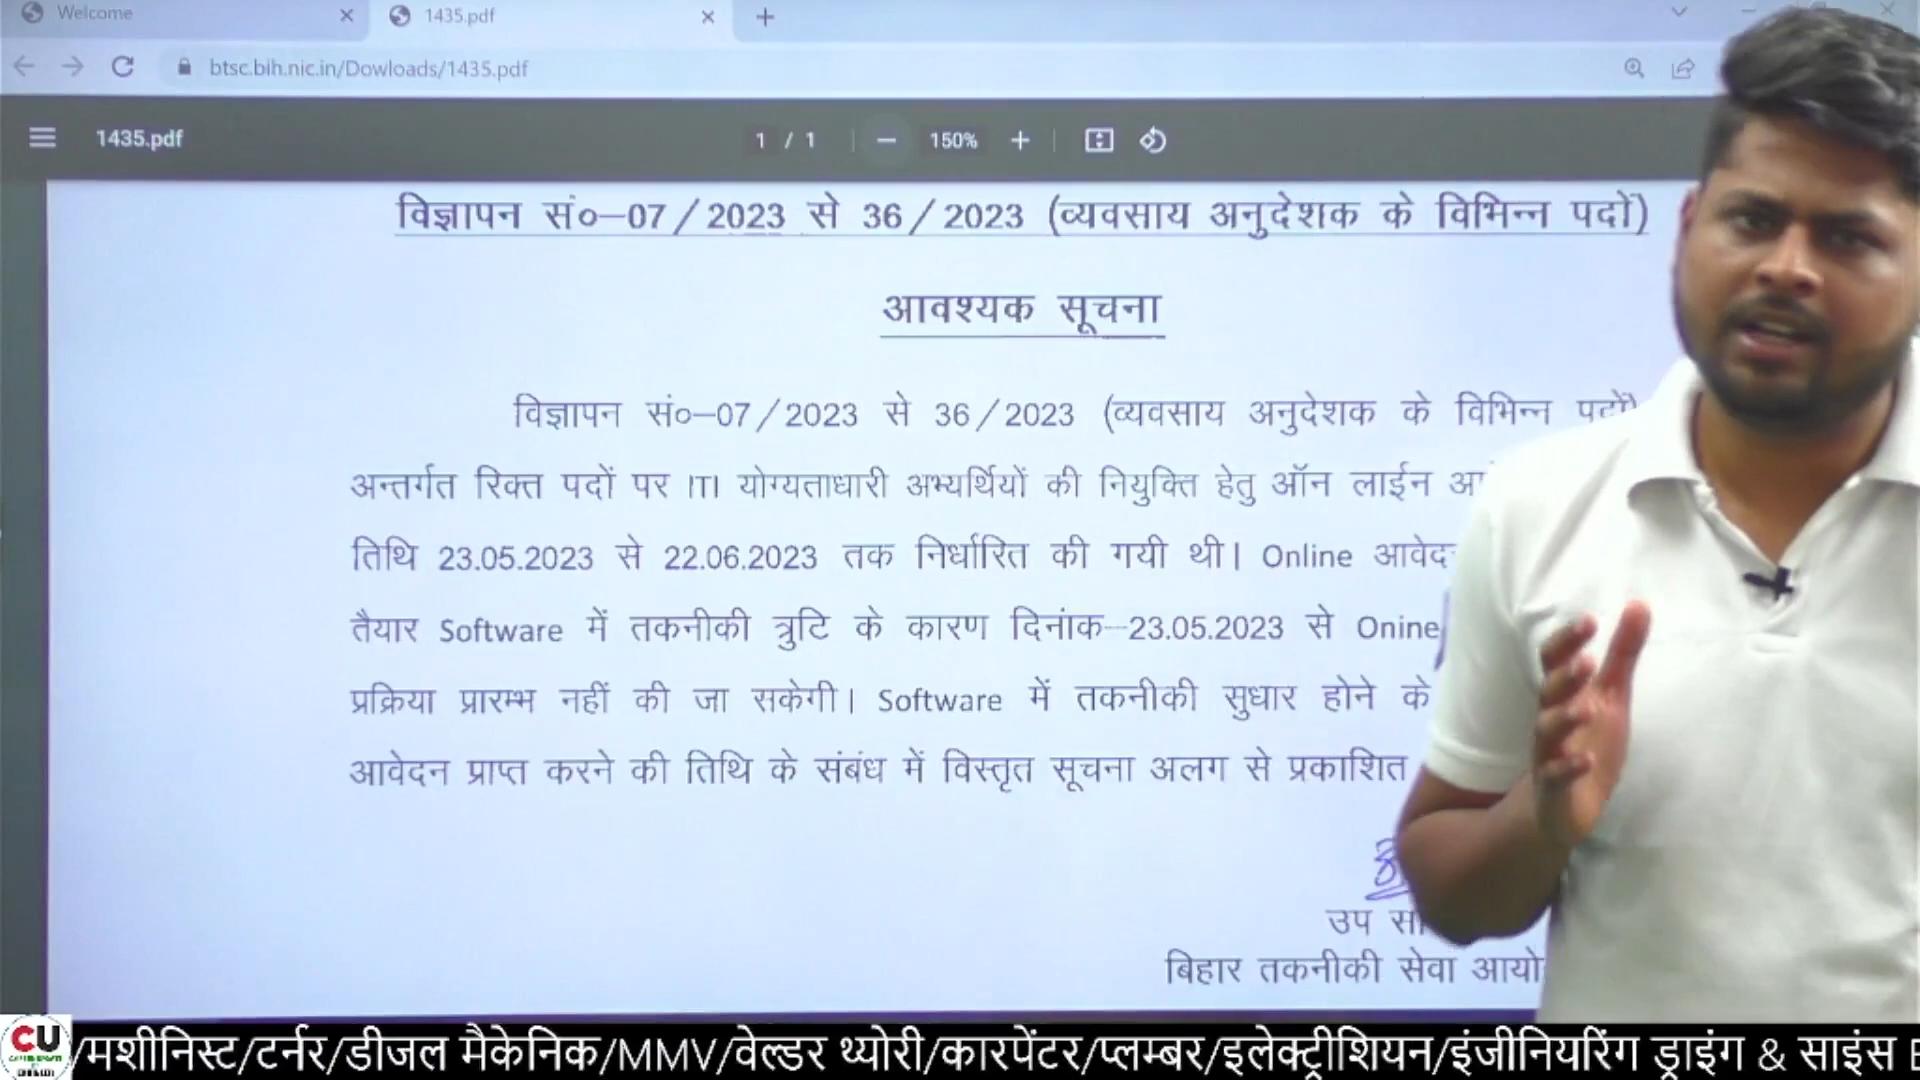 Welcome
1435.pdf
btsc.bih.nic.in/Dowloads/1435.pdf
1435.pdf
1 / 1
150%
विज्ञापन सं०–07/2023 से 36/2023 (व्यवसाय अनुदेशक के विभिन्न पदों)
आवश्यक सूचना
विज्ञापन सं०–07/2023 से 36/2023 (व्यवसाय अनुदेशक के विभिन्न पदों)
अन्तर्गत रिक्त पदों पर ITI योग्यताधारी अभ्यर्थियों की नियुक्ति हेतु ऑन लाईन
तिथि 23.05.2023 से 22.06.2023 तक निर्धारित की गयी थी। Online
तैयार Software में तकनीकी त्रुटि के कारण दिनांक–23.05.2023 से Onine
प्रक्रिया प्रारम्भ नहीं की जा सकेगी। Software में तकनीकी सुधार होने के
आवेदन प्राप्त करने की तिथि के संबंध में विस्तृत सूचना अलग से प्रकाशित
उप
बिहार तकनीकी सेवा
CU
/मशीनिस्ट/टर्नर/डीजल मैकेनिक/MMV/वेल्डर थ्योरी/कारपेंटर/प्लम्बर/इलेक्ट्रीशियन/इंजीनियरिंग ड्राइंग & साइंस